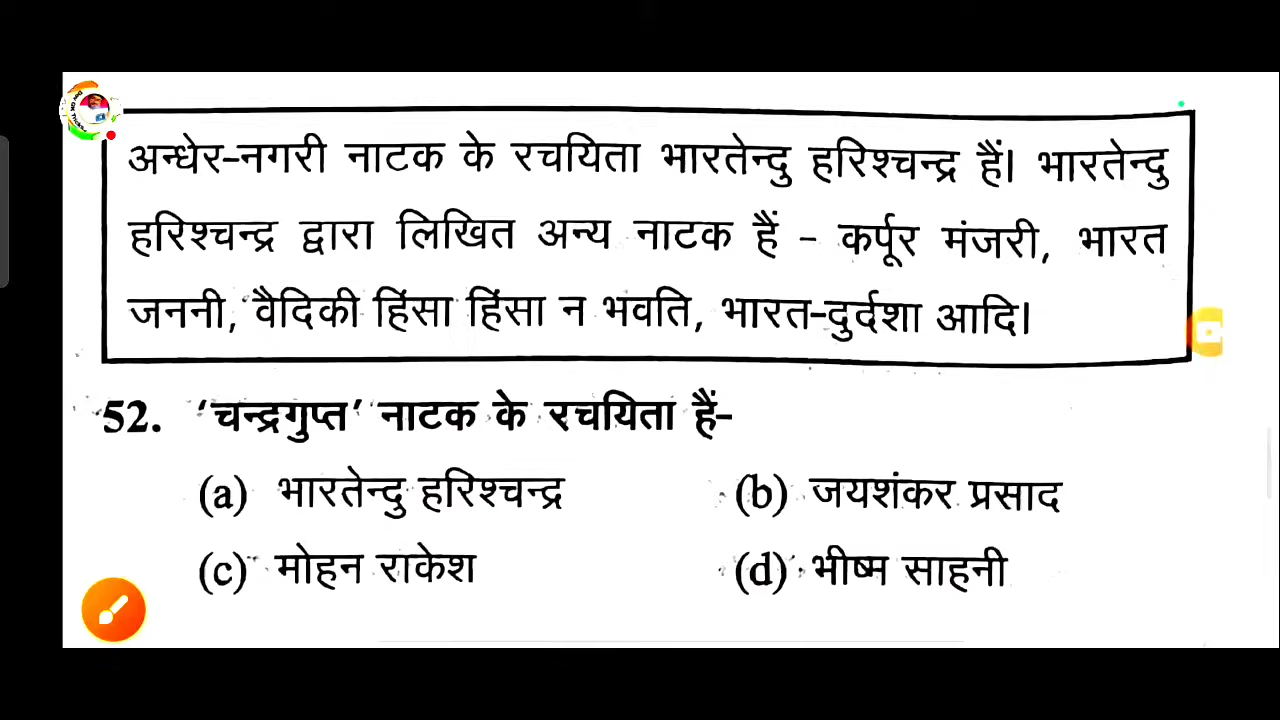 अन्धेर-नगरी नाटक के रचयिता भारतेन्दु हरिश्चन्द्र हैं। भारतेन्दु
हरिश्चन्द्र द्वारा लिखित अन्य नाटक हैं - कर्पूर मंजरी, भारत
जननी, वैदिकी हिंसा हिंसा न भवति, भारत-दुर्दशा आदि।
52. 'चन्द्रगुप्त' नाटक के रचयिता हैं-
(a) भारतेन्दु हरिश्चन्द्र (b) जयशंकर प्रसाद
(c) मोहन राकेश (d) भीष्म साहनी